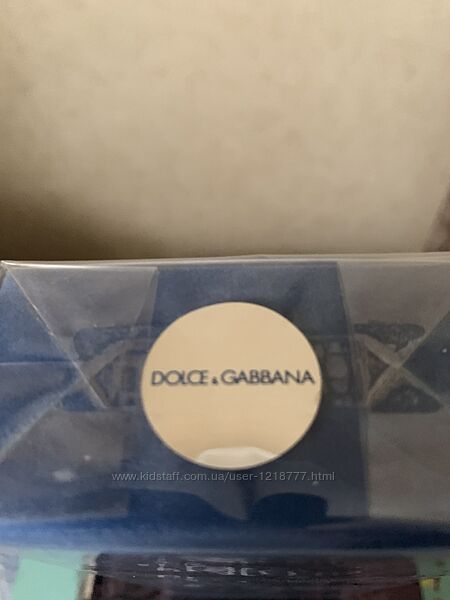 DOLCE & GABBANA
www.kidstaff.com.ua/user-1218777.html